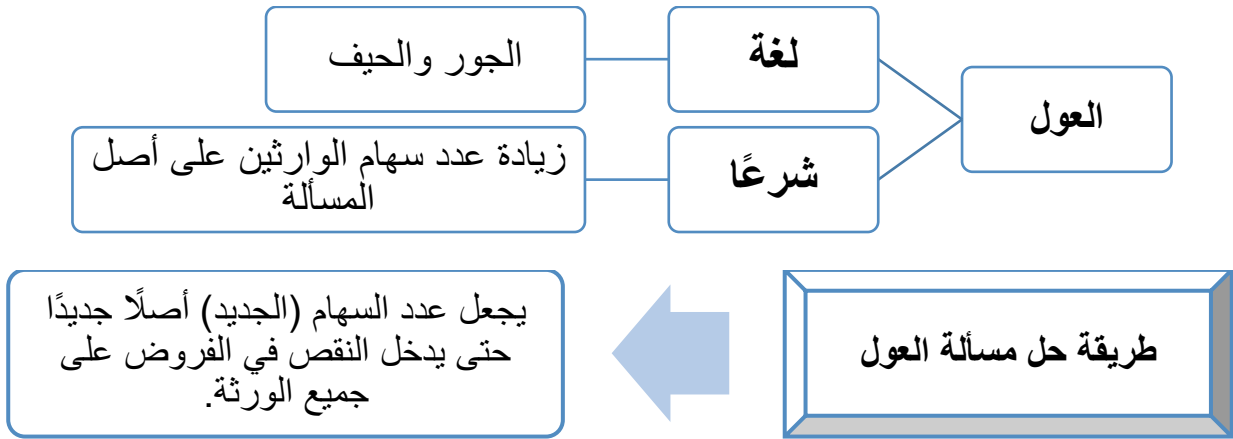 العول
لغة
الجور والحيف
شرعًا
زيادة عدد سهام الوارثين على أصل
المسألة
طريقة حل مسألة العول
يجعل عدد السهام (الجديد) أصلًا جديدًا
حتى يدخل النقص في الفروض على
جميع الورثة.